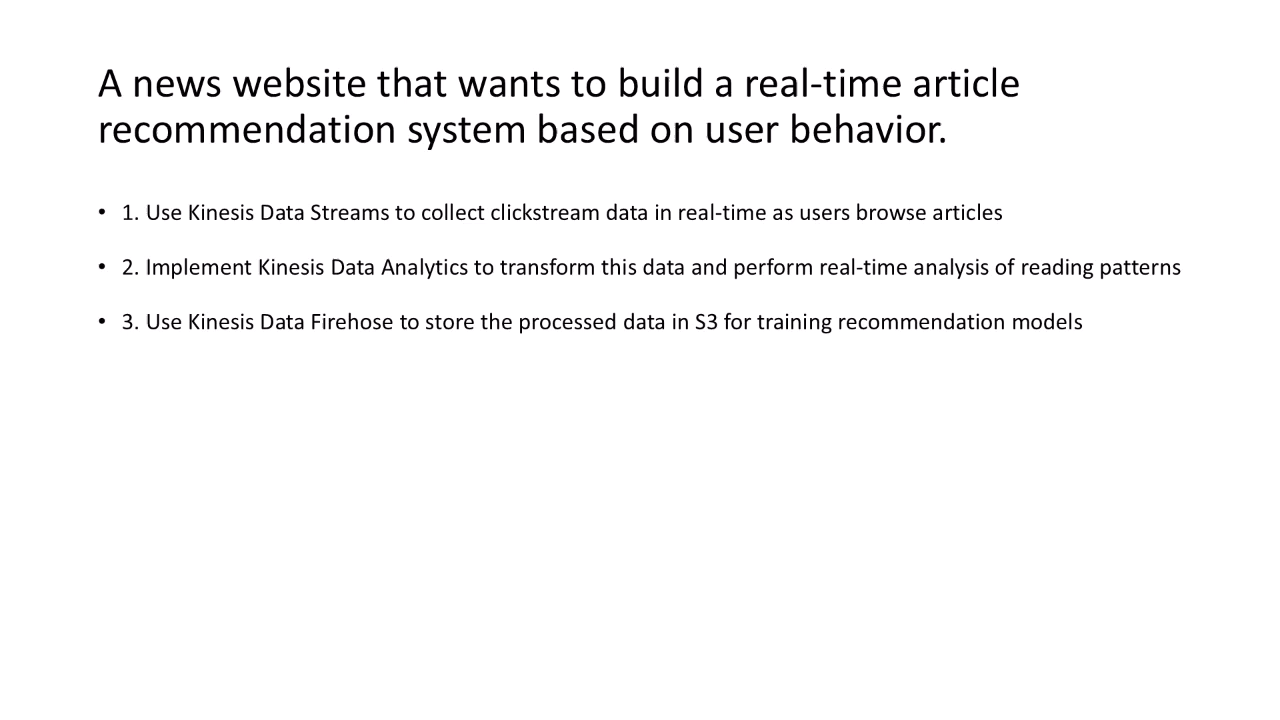 A news website that wants to build a real-time article
recommendation system based on user behavior.
• 1. Use Kinesis Data Streams to collect clickstream data in real-time as users browse articles
• 2. Implement Kinesis Data Analytics to transform this data and perform real-time analysis of reading patterns
• 3. Use Kinesis Data Firehose to store the processed data in S3 for training recommendation models